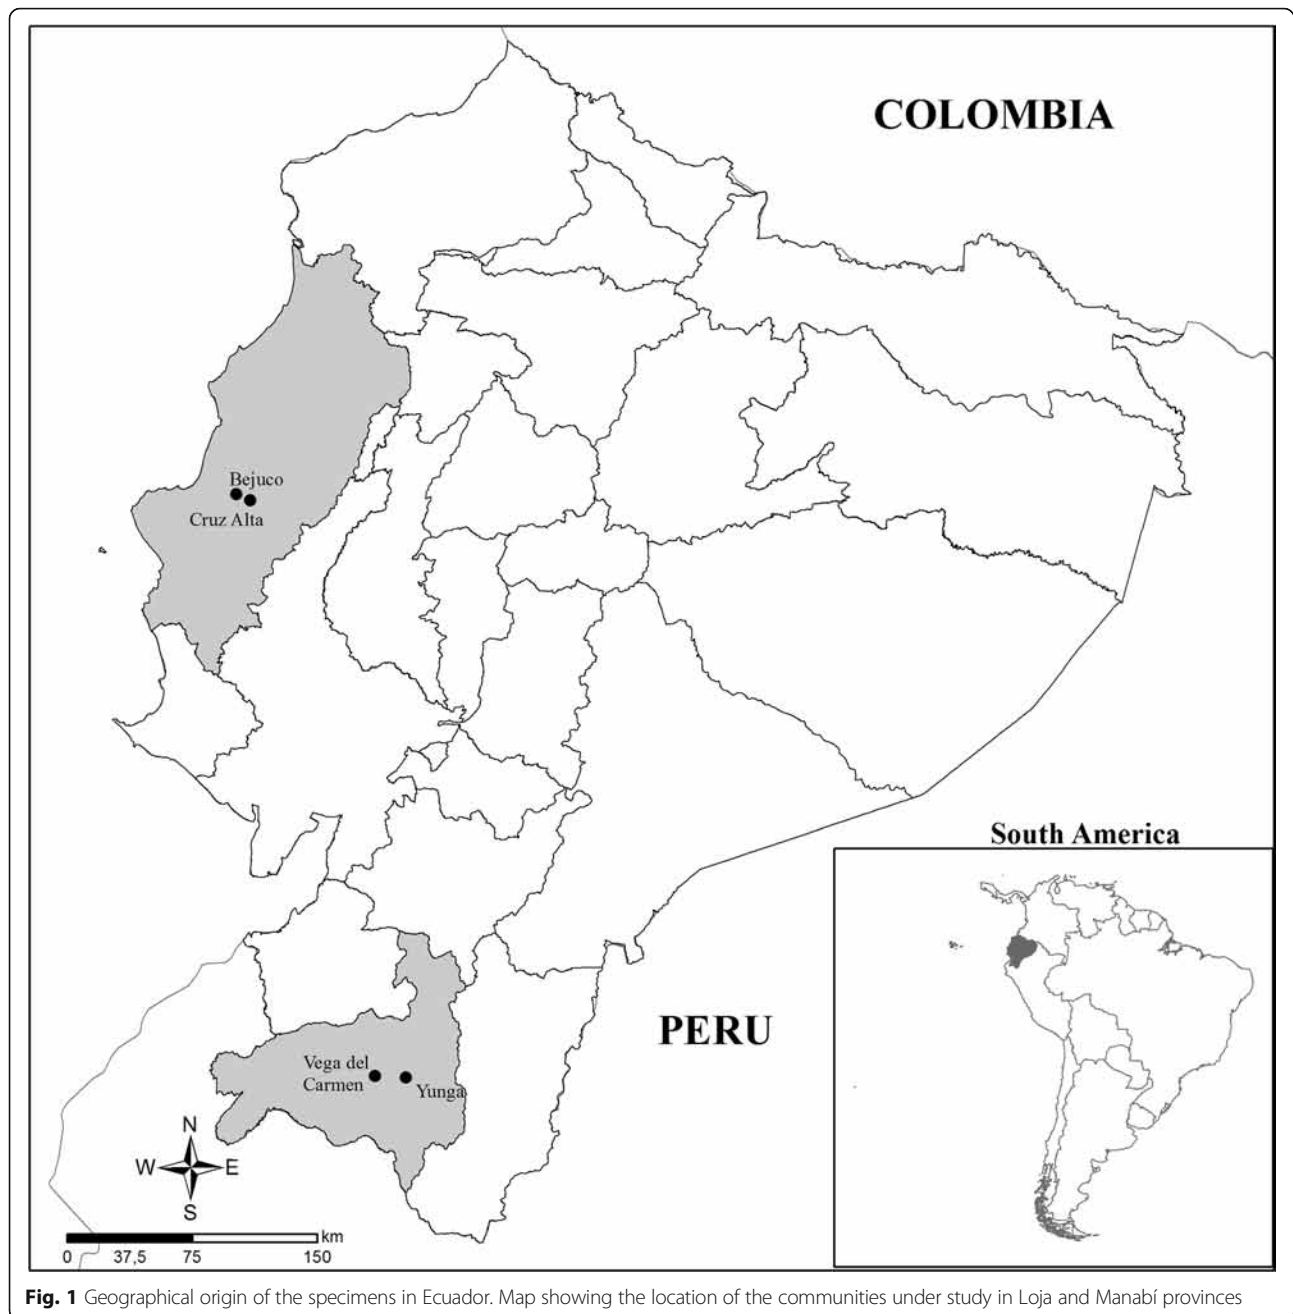 COLOMBIA
Bejuco
Cruz Alta
South America
PERU
Vega del
Carmen
Yunga
N
W E
S
km
0 37,5 75 150
Fig. 1 Geographical origin of the specimens in Ecuador. Map showing the location of the communities under study in Loja and Manabí provinces